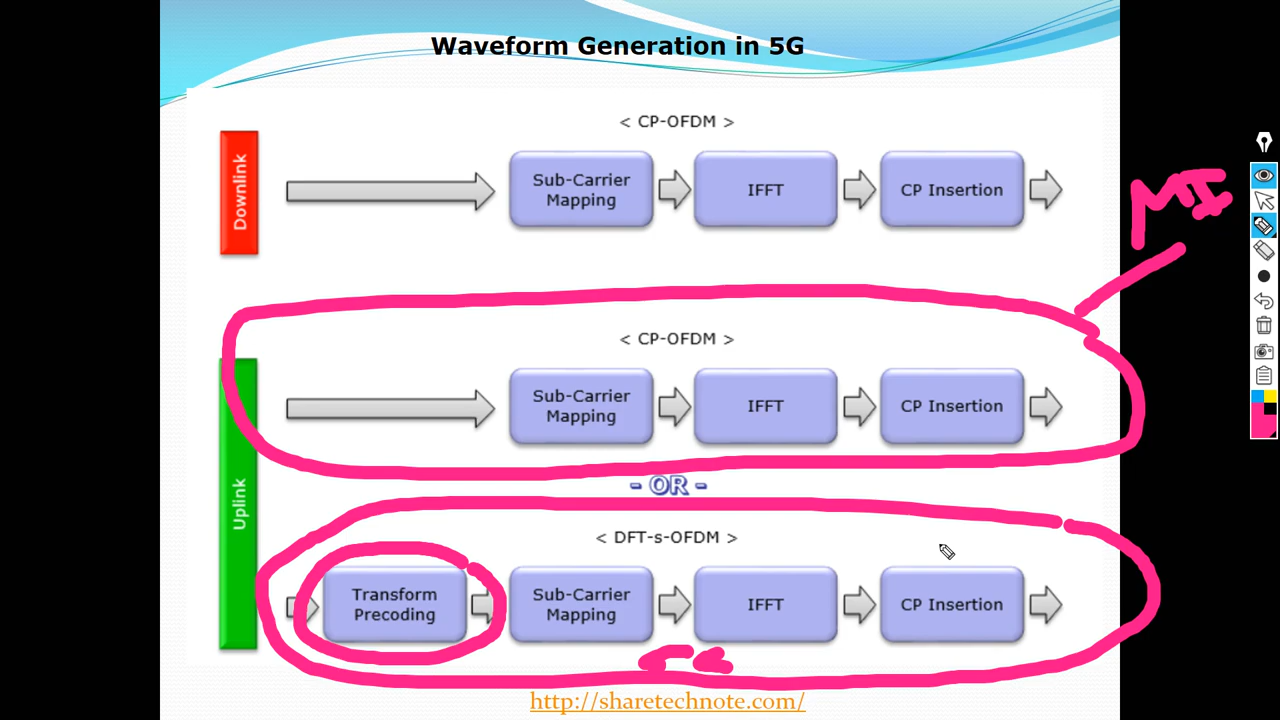 Waveform Generation in 5G
< CP-OFDM >
Downlink
Sub-Carrier
Mapping
IFFT
CP Insertion
< CP-OFDM >
Sub-Carrier
Mapping
IFFT
CP Insertion
- OR -
Uplink
< DFT-s-OFDM >
Transform
Precoding
Sub-Carrier
Mapping
IFFT
CP Insertion
http://sharetechnote.com/